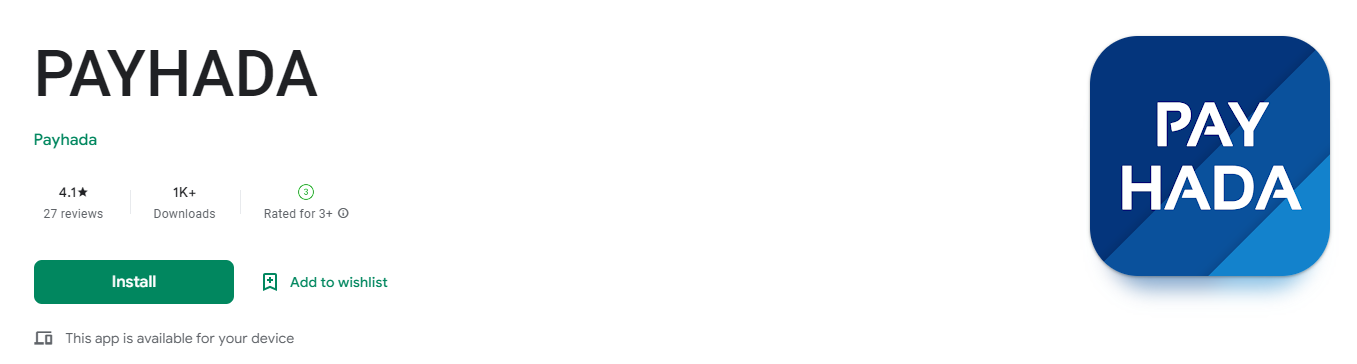 PAYHADA
Payhada
4.1★
27 reviews
1K+
Downloads
3
Rated for 3+
Install
Add to wishlist
This app is available for your device
PAY
HADA